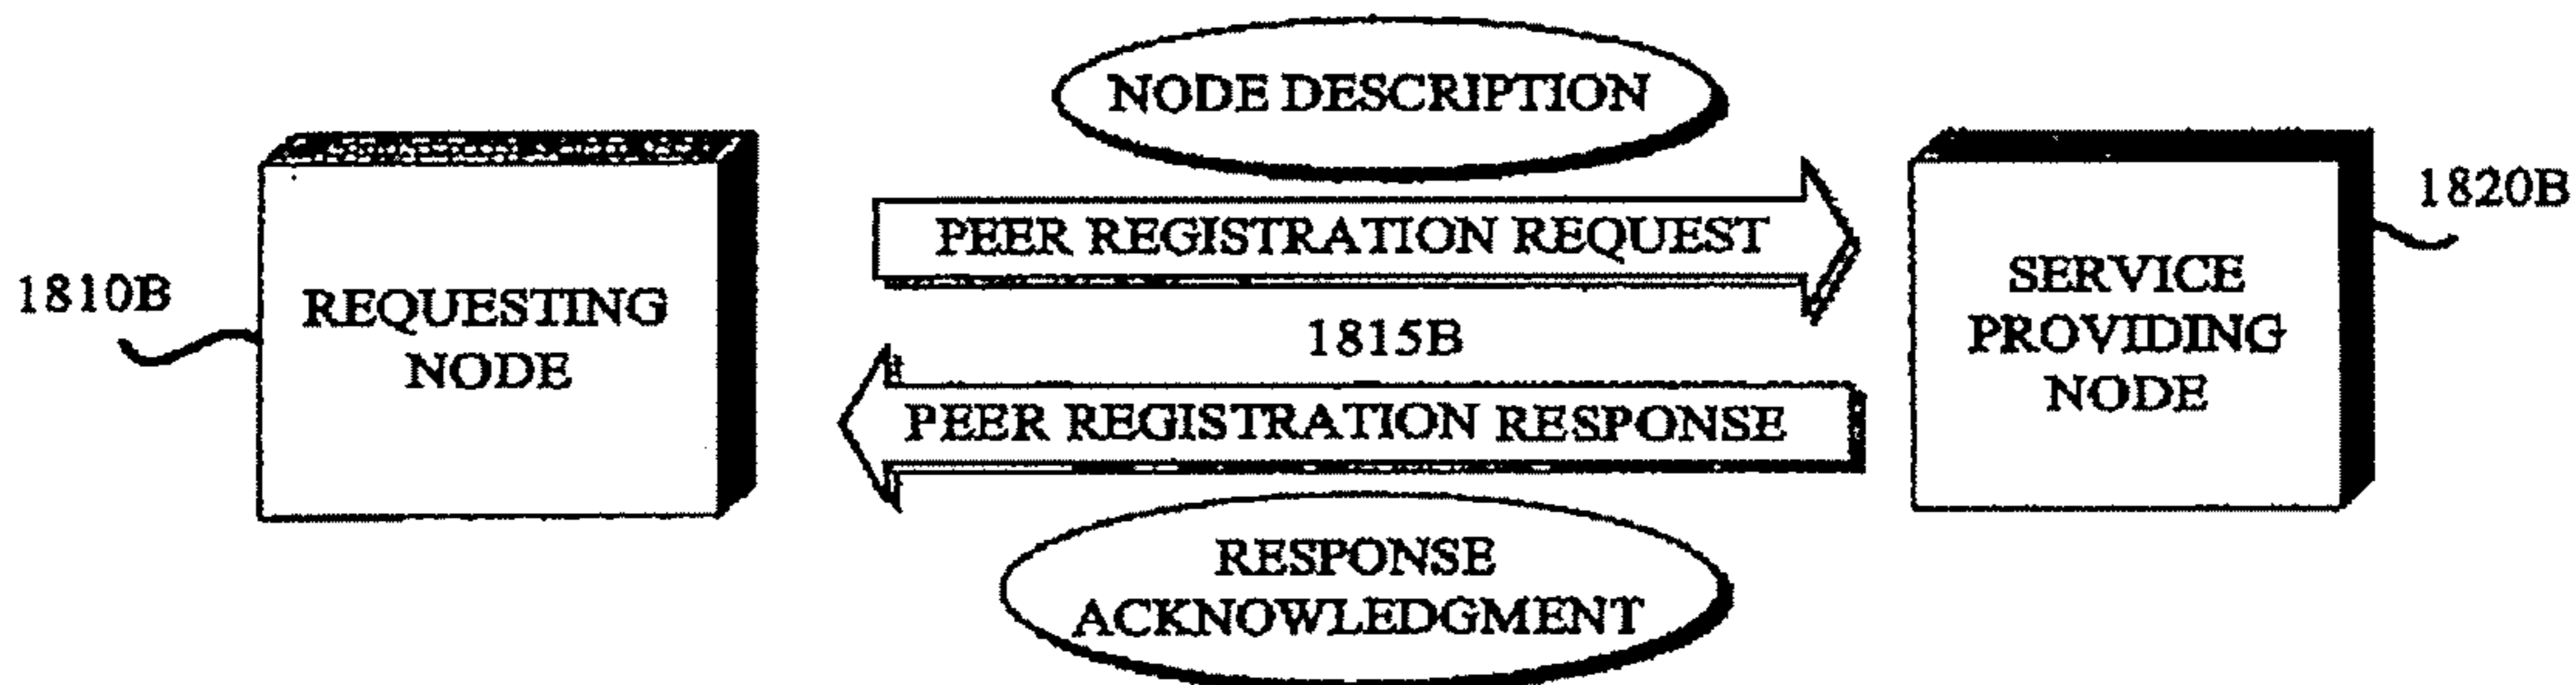 NODE DESCRIPTION
PEER REGISTRATION REQUEST
1820B
1810B
REQUESTING
NODE
SERVICE
PROVIDING
NODE
1815B
PEER REGISTRATION RESPONSE
RESPONSE
ACKNOWLEDGMENT